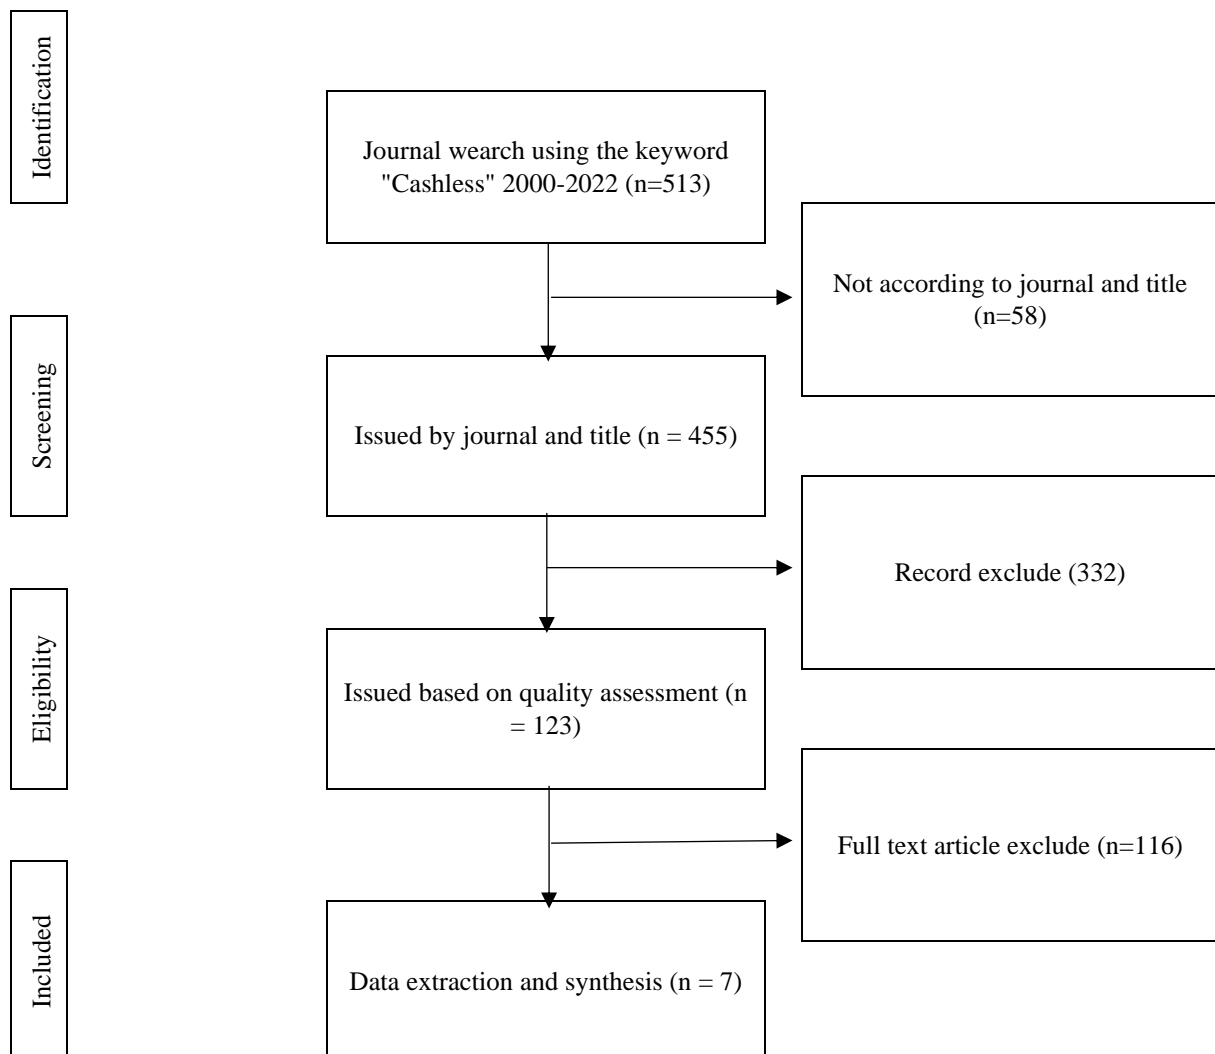 Identification
Journal wearch using the keyword
"Cashless" 2000-2022 (n=513)
Not according to journal and title
(n=58)
Screening
Issued by journal and title (n = 455)
Record exclude (332)
Eligibility
Issued based on quality assessment (n
= 123)
Full text article exclude (n=116)
Included
Data extraction and synthesis (n = 7)